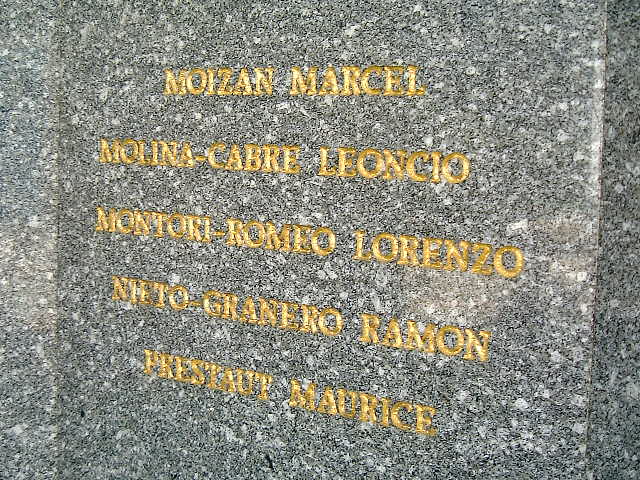 MOIZAN MARCEL
MOLINA-CABRE LEONCIO
MONTORI-ROMEO LORENZO
NIETO-GRANERO RAMON
PRESTAUT MAURICE